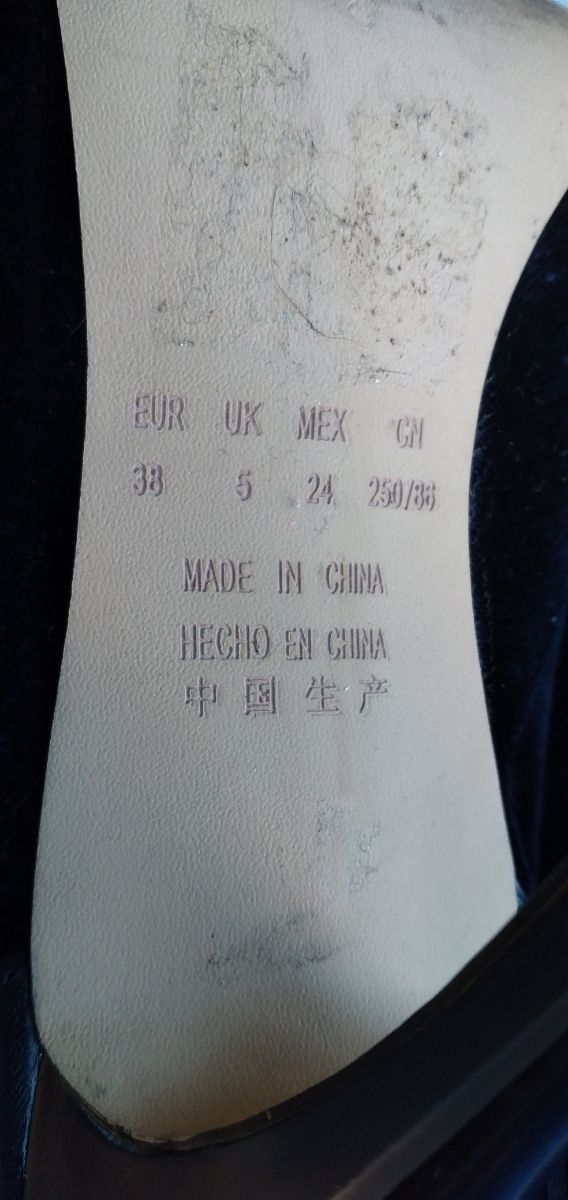 EUR UK MEX CN
38 5 24 250/86
MADE IN CHINA
HECHO EN CHINA
中国生产